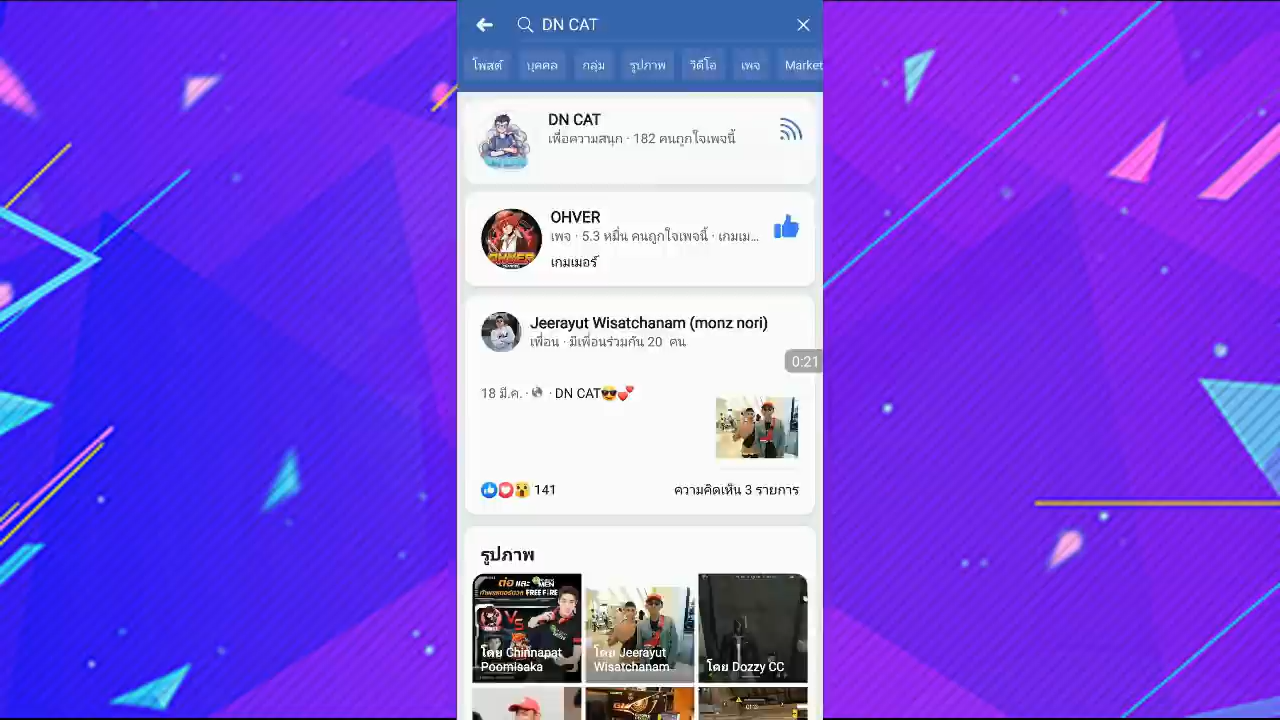 DN CAT
โพสต์ บุคคล กลุ่ม รูปภาพ วิดีโอ เพจ Market
DN CAT
เพื่อความสนุก · 182 คนถูกใจเพจนี้
OHVER
เพจ · 5.3 หมื่น คนถูกใจเพจนี้ · เกมเม...
เกมเมอร์
Jeerayut Wisatchanam (monz nori)
เพื่อน · มีเพื่อนร่วมกัน 20 คน
0:21
18 มี.ค. · · DN CAT😎💕
141 ความคิดเห็น 3 รายการ
รูปภาพ
ต่อ และ MEN
FREE FIRE
VS
โดย Chinnapat Poomisaka
โดย Jeerayut Wisatchanam
โดย Dozzy CC